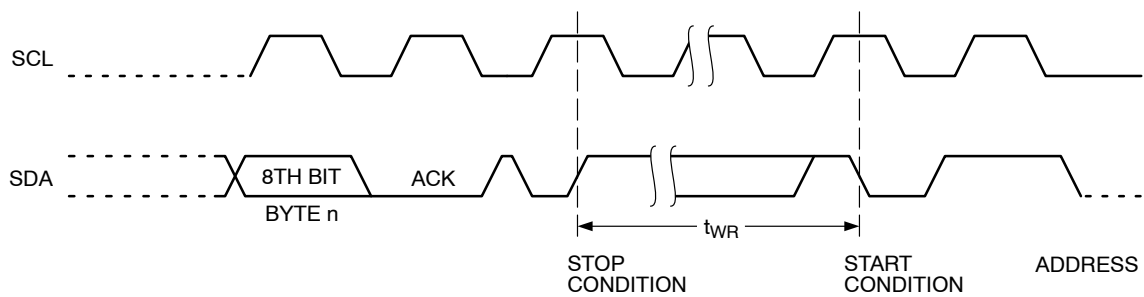 SCL
SDA
8TH BIT
ACK
BYTE n
tWR
STOP
CONDITION
START
CONDITION
ADDRESS